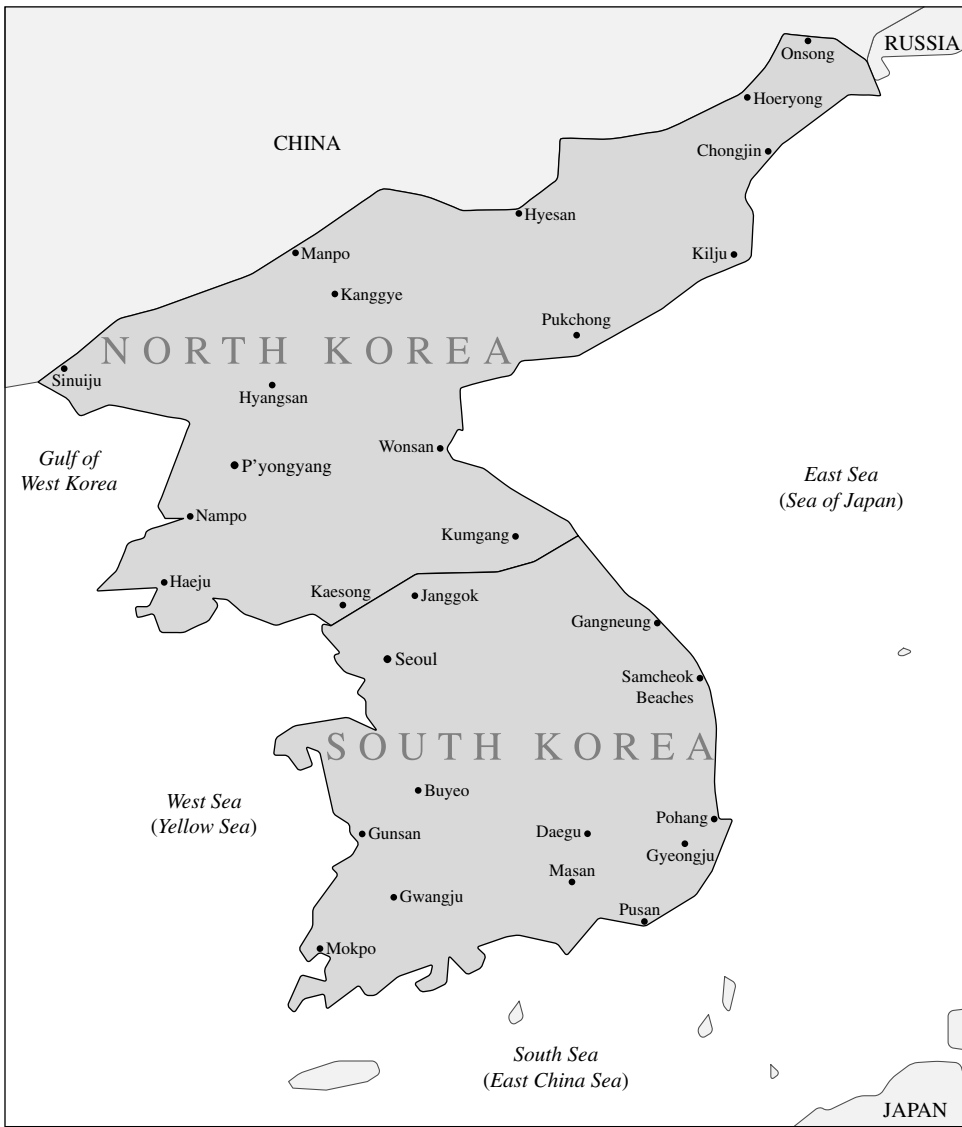 RUSSIA
Onsong
Hoeryong
CHINA
Chongjin
Hyesan
Manpo
Kilju
Kanggye
Pukchong
NORTH KOREA
Sinuiju
Hyangsan
Wonsan
Gulf of
West Korea
P'yongyang
East Sea
(Sea of Japan)
Nampo
Kumgang
Haeju
Kaesong
Janggok
Gangneung
Seoul
Samcheok
Beaches
SOUTH KOREA
Buyeo
West Sea
(Yellow Sea)
Gunsan
Daegu
Pohang
Gyeongju
Masan
Gwangju
Pusan
Mokpo
South Sea
(East China Sea)
JAPAN